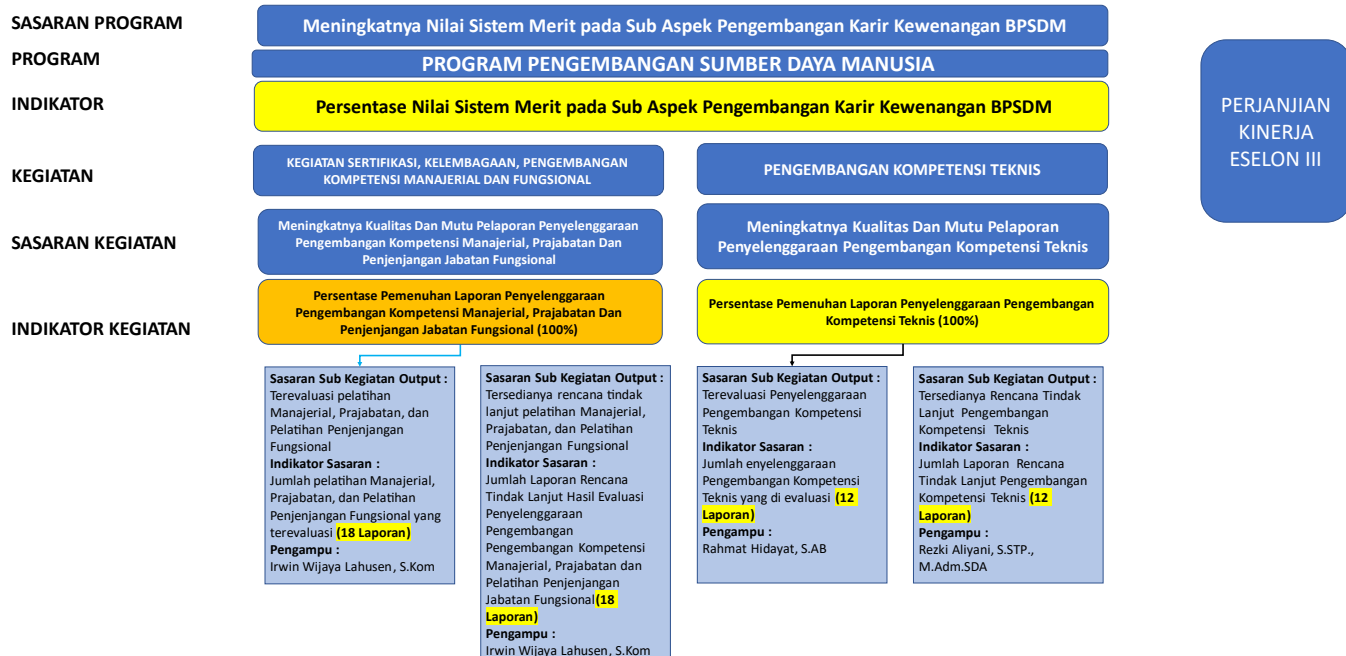 SASARAN PROGRAM
Meningkatnya Nilai Sistem Merit pada Sub Aspek Pengembangan Karir Kewenangan BPSDM
PROGRAM
PROGRAM PENGEMBANGAN SUMBER DAYA MANUSIA
INDIKATOR
Persentase Nilai Sistem Merit pada Sub Aspek Pengembangan Karir Kewenangan BPSDM
PERJANJIAN
KINERJA
ESELON III
KEGIATAN
KEGIATAN SERTIFIKASI, KELEMBAGAAN, PENGEMBANGAN
KOMPETENSI MANAJERIAL DAN FUNGSIONAL
PENGEMBANGAN KOMPETENSI TEKNIS
SASARAN KEGIATAN
Meningkatnya Kualitas Dan Mutu Pelaporan Penyelenggaraan
Pengembangan Kompetensi Manajerial, Prajabatan Dan
Penjenjangan Jabatan Fungsional
Meningkatnya Kualitas Dan Mutu Pelaporan
Penyelenggaraan Pengembangan Kompetensi Teknis
INDIKATOR KEGIATAN
Persentase Pemenuhan Laporan Penyelenggaraan
Pengembangan Kompetensi Manajerial, Prajabatan Dan
Penjenjangan Jabatan Fungsional (100%)
Persentase Pemenuhan Laporan Penyelenggaraan Pengembangan
Kompetensi Teknis (100%)
Sasaran Sub Kegiatan Output :
Terevaluasi pelatihan
Manajerial, Prajabatan, dan
Pelatihan Penjenjangan
Fungsional
Indikator Sasaran :
Jumlah pelatihan Manajerial,
Prajabatan, dan Pelatihan
Penjenjangan Fungsional yang
terevaluasi (18 Laporan)
Pengampu :
Irwin Wijaya Lahusen, S.Kom
Sasaran Sub Kegiatan Output :
Tersedianya rencana tindak
lanjut pelatihan Manajerial,
Prajabatan, dan Pelatihan
Penjenjangan Fungsional
Indikator Sasaran :
Jumlah Laporan Rencana
Tindak Lanjut Hasil Evaluasi
Penyelenggaraan
Pengembangan
Pengembangan Kompetensi
Manajerial, Prajabatan dan
Pelatihan Penjenjangan
Jabatan Fungsional(18
Laporan)
Pengampu :
Irwin Wijaya Lahusen, S.Kom
Sasaran Sub Kegiatan Output :
Terevaluasi Penyelenggaraan
Pengembangan Kompetensi
Teknis
Indikator Sasaran :
Jumlah enyelenggaraan
Pengembangan Kompetensi
Teknis yang di evaluasi (12
Laporan)
Pengampu :
Rahmat Hidayat, S.AB
Sasaran Sub Kegiatan Output :
Tersedianya Rencana Tindak
Lanjut Pengembangan
Kompetensi Teknis
Indikator Sasaran :
Jumlah Laporan Rencana
Tindak Lanjut Pengembangan
Kompetensi Teknis (12
Laporan)
Pengampu :
Rezki Aliyani, S.STP.,
M.Adm.SDA